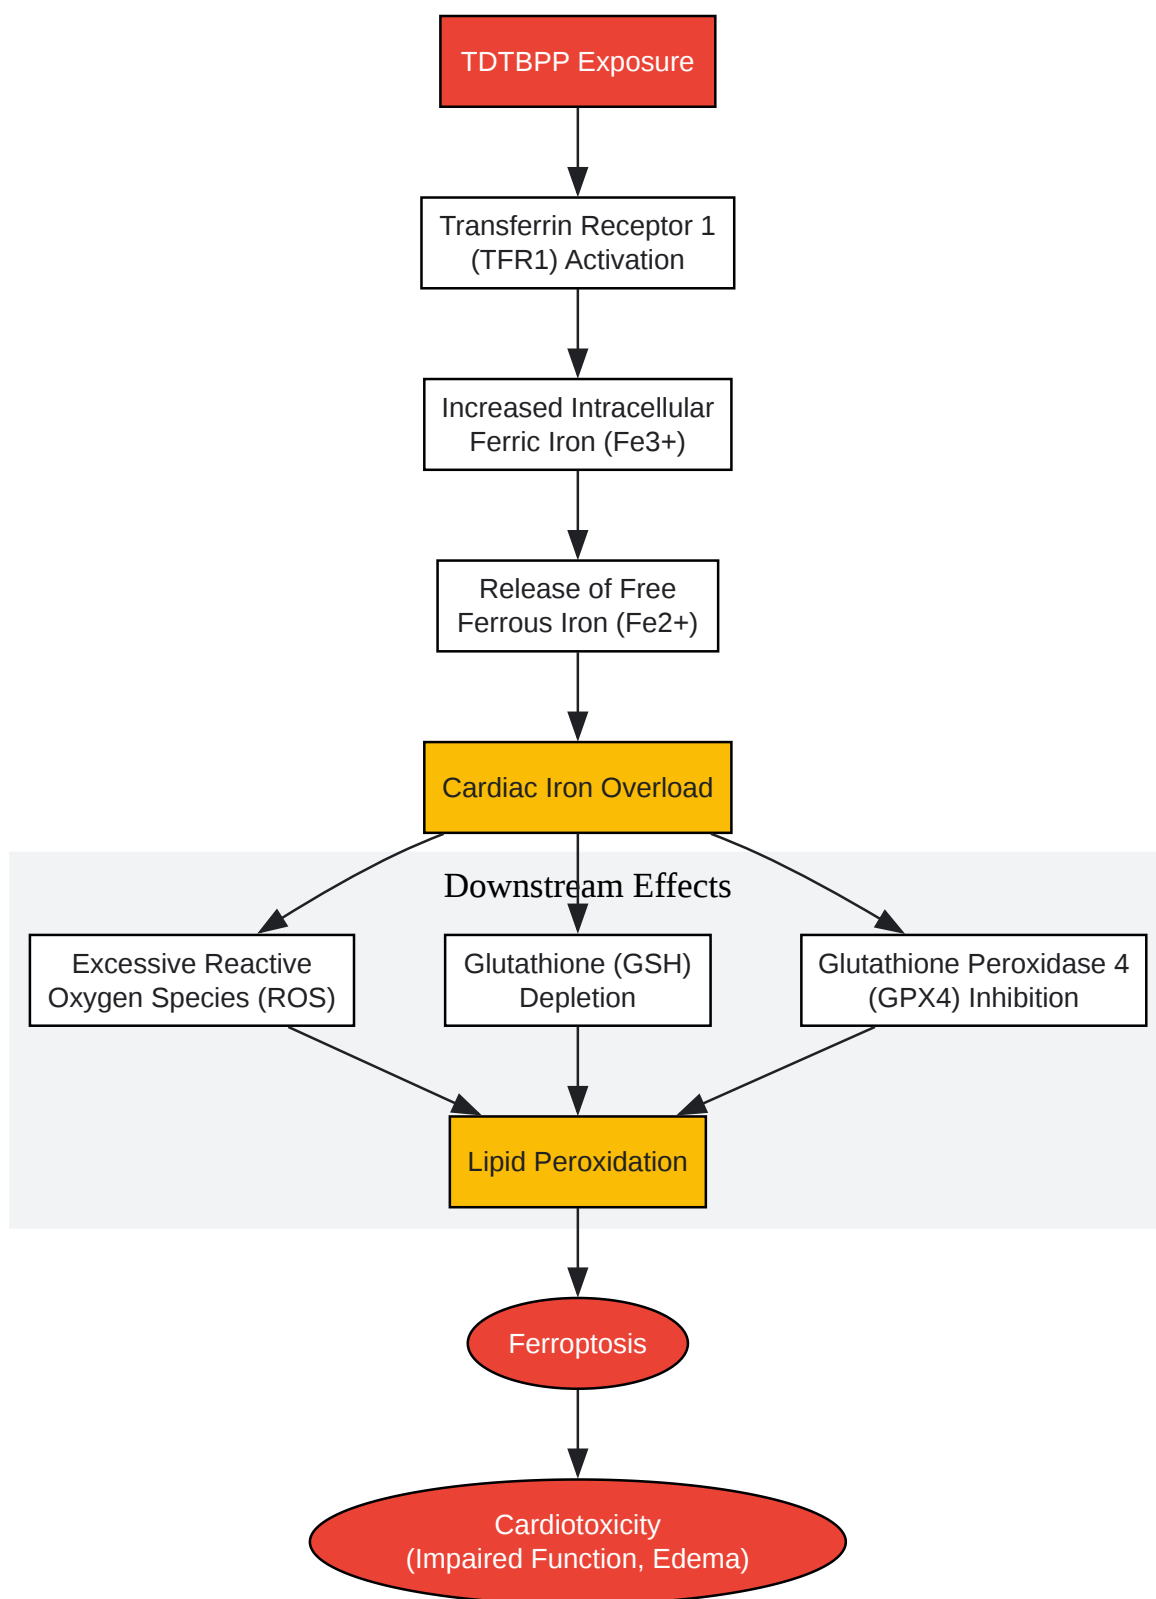 TDTBPP Exposure
Transferrin Receptor 1
(TFR1) Activation
Increased Intracellular
Ferric Iron (Fe3+)
Release of Free
Ferrous Iron (Fe2+)
Cardiac Iron Overload
Downstream Effects
Excessive Reactive
Oxygen Species (ROS)
Glutathione (GSH)
Depletion
Glutathione Peroxidase 4
(GPX4) Inhibition
Lipid Peroxidation
Ferroptosis
Cardiotoxicity
(Impaired Function, Edema)